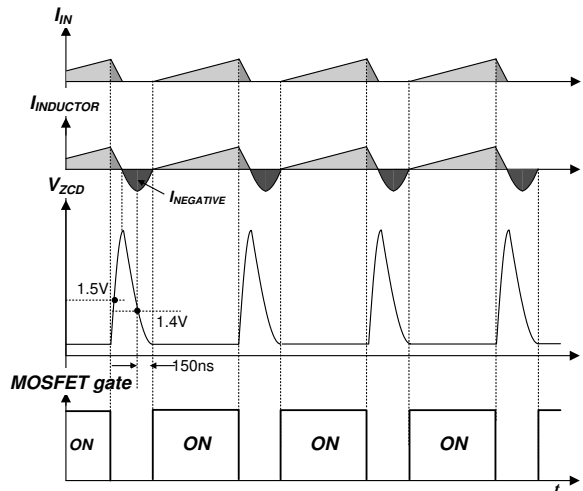 I_IN
I_INDUCTOR
V_ZCD
I_NEGATIVE
1.5V
1.4V
150ns
MOSFET gate
ON ON ON ON
t